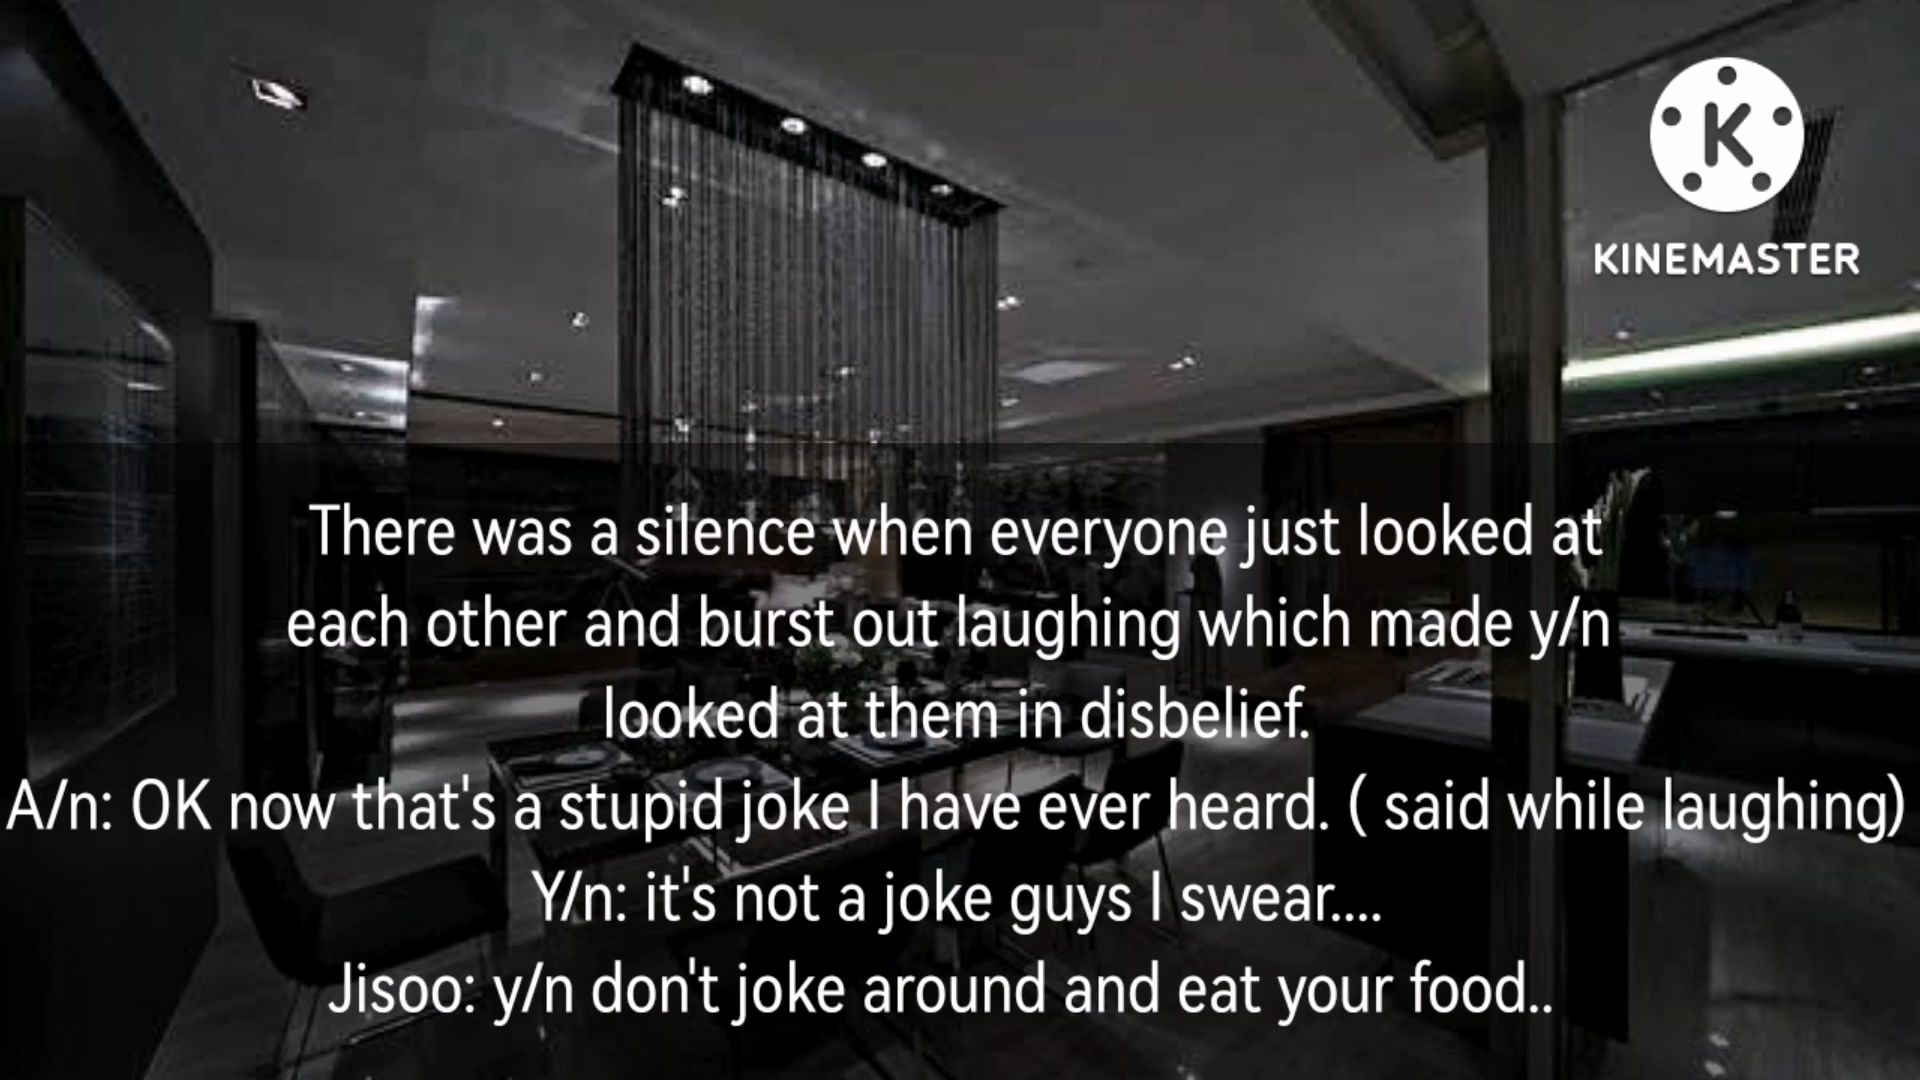 K
KINEMASTER
There was a silence when everyone just looked at
each other and burst out laughing which made y/n
looked at them in disbelief.
A/n: OK now that's a stupid joke I have ever heard. ( said while laughing)
Y/n: it's not a joke guys I swear....
Jisoo: y/n don't joke around and eat your food..